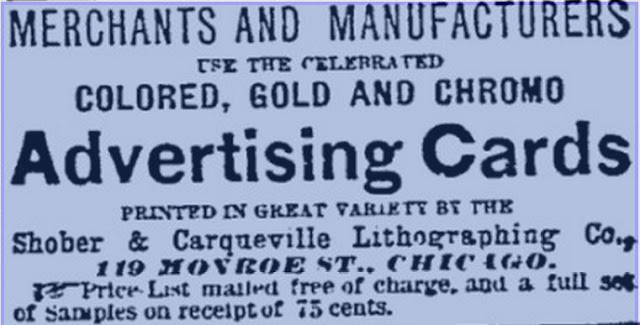 MERCHANTS AND MANUFACTURERS
USE THE CELEBRATED
COLORED, GOLD AND CHROMO
Advertising Cards
PRINTED IN GREAT VARIETY BY THE
Shober & Carqueville Lithographing Co.,
119 MONROE ST., CHICAGO.
☞Price-List mailed free of charge, and a full set
of Samples on receipt of 75 cents.